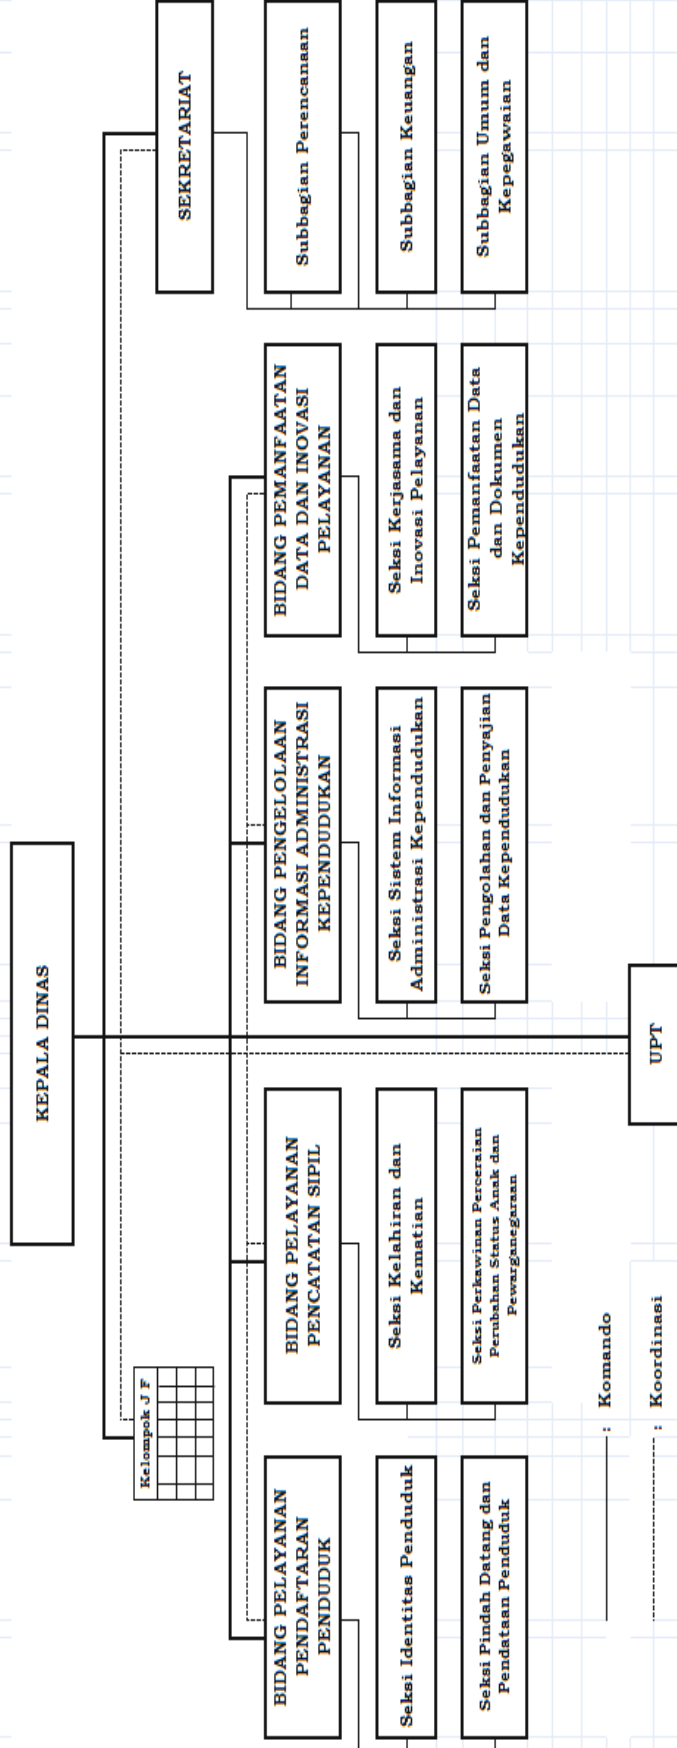 KEPALA DINAS
Kelompok J F
SEKRETARIAT
Subbagian Perencanaan
Subbagian Keuangan
Subbagian Umum dan
Kepegawaian
BIDANG PELAYANAN
PENDAFTARAN
PENDUDUK
Seksi Identitas Penduduk
Seksi Pindah Datang dan
Pendataan Penduduk
BIDANG PELAYANAN
PENCATATAN SIPIL
Seksi Kelahiran dan
Kematian
Seksi Perkawinan Perceraian
Perubahan Status Anak dan
Pewarganegaraan
BIDANG PENGELOLAAN
INFORMASI ADMINISTRASI
KEPENDUDUKAN
Seksi Sistem Informasi
Administrasi Kependudukan
Seksi Pengolahan dan Penyajian
Data Kependudukan
BIDANG PEMANFAATAN
DATA DAN INOVASI
PELAYANAN
Seksi Kerjasama dan
Inovasi Pelayanan
Seksi Pemanfaatan Data
dan Dokumen
Kependudukan
: Komando
: Koordinasi
UPT